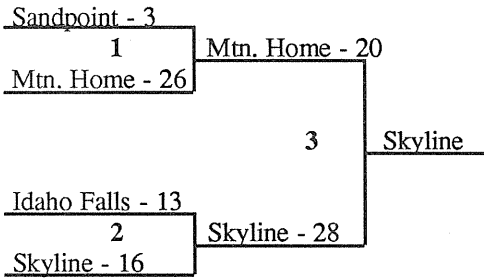 Sandpoint - 3
1
Mtn. Home - 26
Mtn. Home - 20
3
Skyline
Idaho Falls - 13
2
Skyline - 16
Skyline - 28